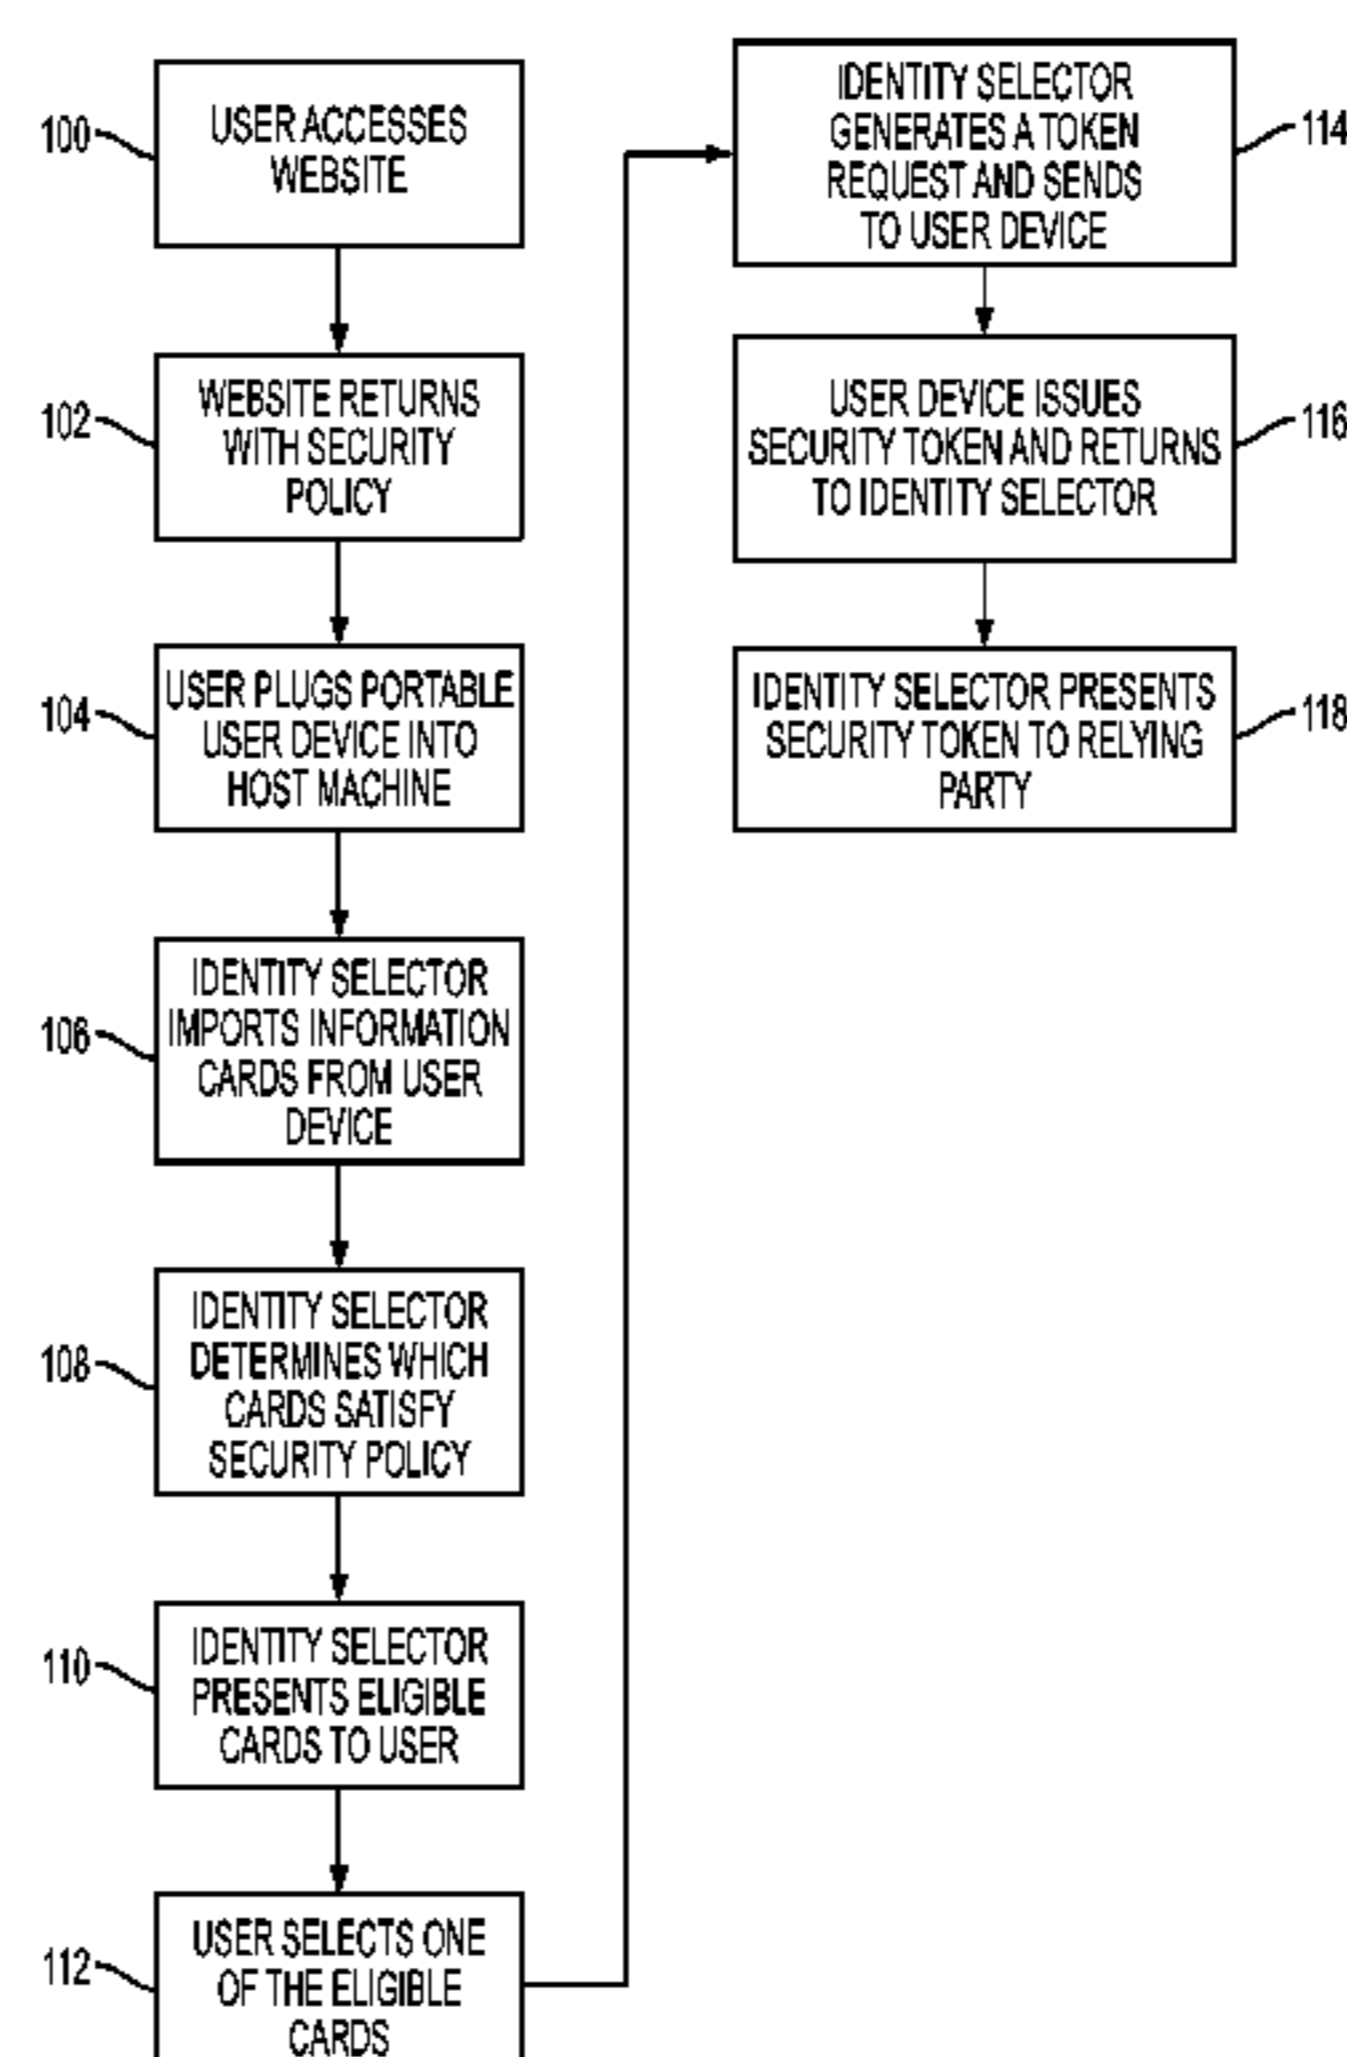 100
USER ACCESSES
WEBSITE
102
WEBSITE RETURNS
WITH SECURITY
POLICY
104
USER PLUGS PORTABLE
USER DEVICE INTO
HOST MACHINE
106
IDENTITY SELECTOR
IMPORTS INFORMATION
CARDS FROM USER
DEVICE
108
IDENTITY SELECTOR
DETERMINES WHICH
CARDS SATISFY
SECURITY POLICY
110
IDENTITY SELECTOR
PRESENTS ELIGIBLE
CARDS TO USER
112
USER SELECTS ONE
OF THE ELIGIBLE
CARDS
IDENTITY SELECTOR
GENERATES A TOKEN
REQUEST AND SENDS
TO USER DEVICE
114
USER DEVICE ISSUES
SECURITY TOKEN AND RETURNS
TO IDENTITY SELECTOR
116
IDENTITY SELECTOR PRESENTS
SECURITY TOKEN TO RELYING
PARTY
118